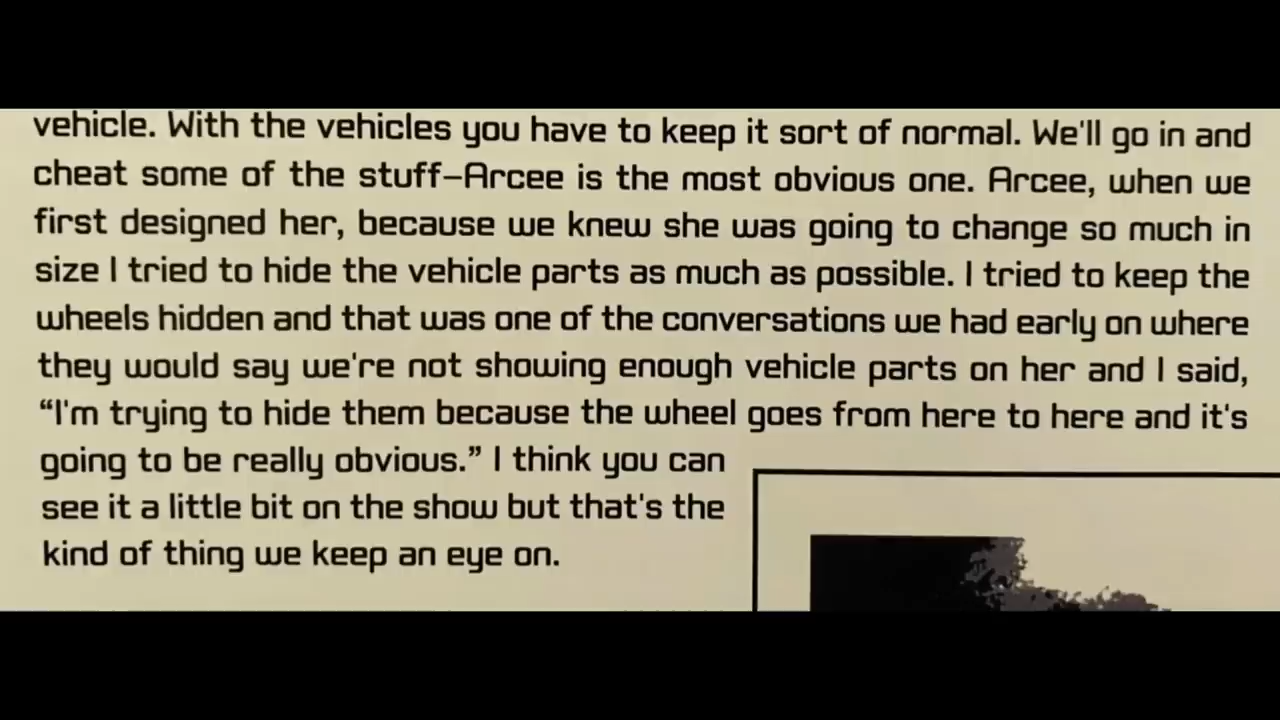 vehicle. With the vehicles you have to keep it sort of normal. We'll go in and
cheat some of the stuff–Arcee is the most obvious one. Arcee, when we
first designed her, because we knew she was going to change so much in
size I tried to hide the vehicle parts as much as possible. I tried to keep the
wheels hidden and that was one of the conversations we had early on where
they would say we're not showing enough vehicle parts on her and I said,
“I'm trying to hide them because the wheel goes from here to here and it's
going to be really obvious.” I think you can
see it a little bit on the show but that's the
kind of thing we keep an eye on.